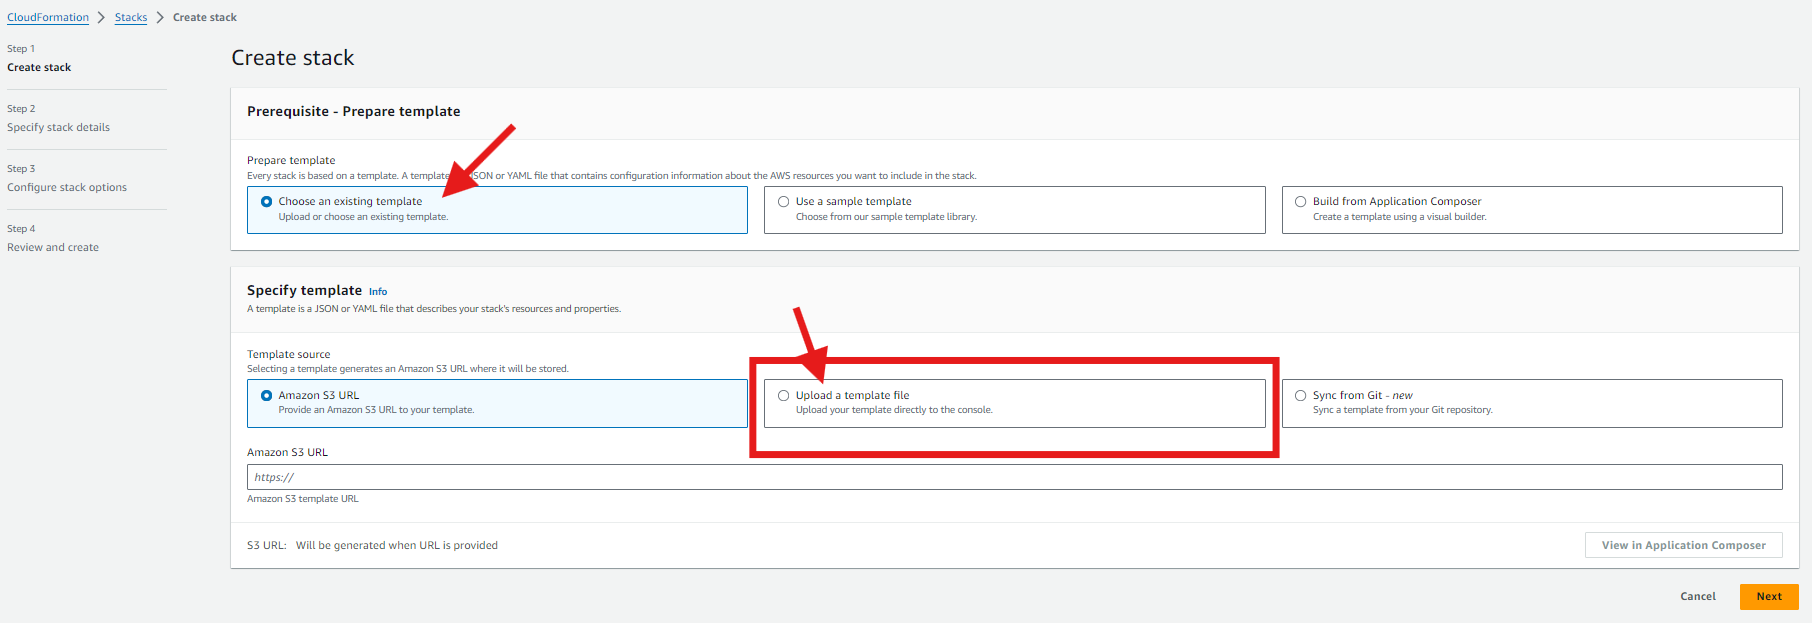 CloudFormation > Stacks > Create stack
Step 1
Create stack
Step 2
Specify stack details
Step 3
Configure stack options
Step 4
Review and create
Create stack
Prerequisite - Prepare template
Prepare template
Every stack is based on a template. A template JSON or YAML file that contains configuration information about the AWS resources you want to include in the stack.
Choose an existing template
Upload or choose an existing template.
Use a sample template
Choose from our sample template library.
Build from Application Composer
Create a template using a visual builder.
Specify template Info
A template is a JSON or YAML file that describes your stack's resources and properties.
Template source
Selecting a template generates an Amazon S3 URL where it will be stored.
Amazon S3 URL
Provide an Amazon S3 URL to your template.
Upload a template file
Upload your template directly to the console.
Sync from Git - new
Sync a template from your Git repository.
Amazon S3 URL
https://
Amazon S3 template URL
S3 URL: Will be generated when URL is provided
View in Application Composer
Cancel
Next